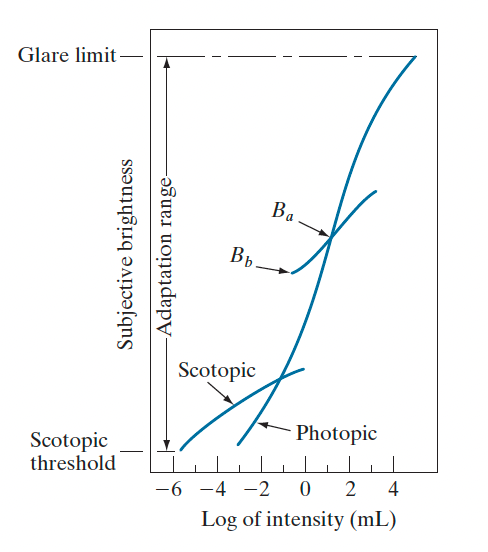 Glare limit
Subjective brightness
Adaptation range
Ba
Bb
Scotopic
Photopic
Scotopic
threshold
−6 −4 −2 0 2 4
Log of intensity (mL)